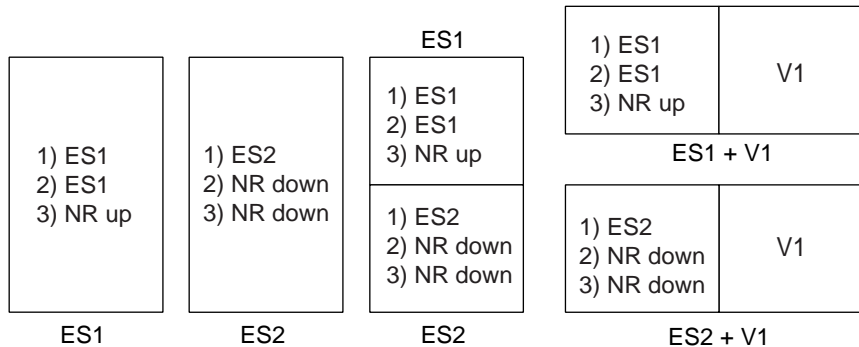 1) ES1
2) ES1
3) NR up
ES1
1) ES2
2) NR down
3) NR down
ES2
ES1
1) ES1
2) ES1
3) NR up
1) ES2
2) NR down
3) NR down
ES2
1) ES1
2) ES1
3) NR up
V1
ES1 + V1
1) ES2
2) NR down
3) NR down
V1
ES2 + V1